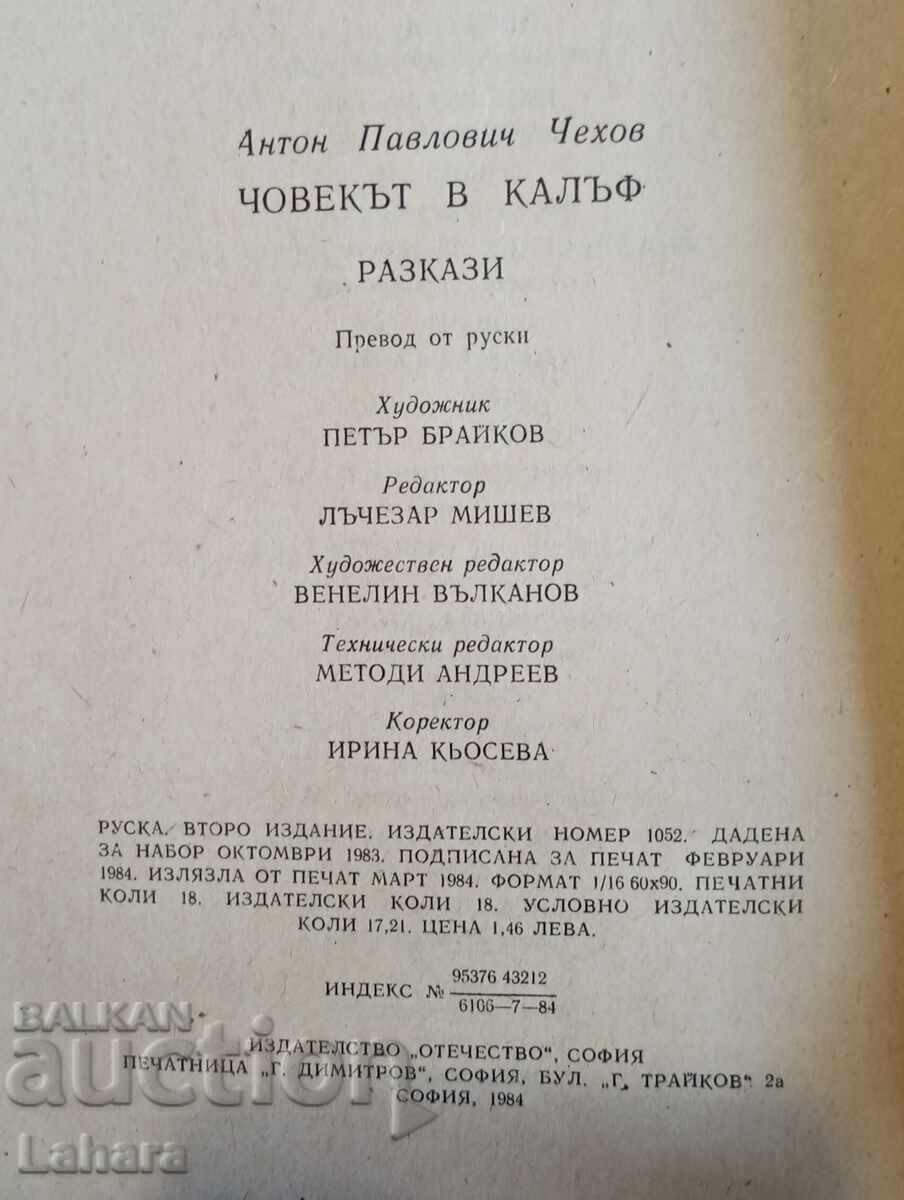 Антон Павлович Чехов
ЧОВЕКЪТ В КАЛЪФ
РАЗКАЗИ
Превод от руски
Художник
ПЕТЪР БРАЙКОВ
Редактор
ЛЪЧЕЗАР МИШЕВ
Художествен редактор
ВЕНЕЛИН ВЪЛКАНОВ
Технически редактор
МЕТОДИ АНДРЕЕВ
Коректор
ИРИНА КЬОСЕВА
РУСКА. ВТОРО ИЗДАНИЕ. ИЗДАТЕЛСКИ НОМЕР 1052. ДАДЕНА
ЗА НАБОР ОКТОМВРИ 1983. ПОДПИСАНА ЗА ПЕЧАТ ФЕВРУАРИ
1984. ИЗЛЯЗЛА ОТ ПЕЧАТ МАРТ 1984. ФОРМАТ 1/16 60x90. ПЕЧАТНИ
КОЛИ 18. ИЗДАТЕЛСКИ КОЛИ 18. УСЛОВНО ИЗДАТЕЛСКИ
КОЛИ 17,21. ЦЕНА 1,46 ЛЕВА.
ИНДЕКС № 95376 43212
6106—7—84
ИЗДАТЕЛСТВО „ОТЕЧЕСТВО“, СОФИЯ
ПЕЧАТНИЦА „Г. ДИМИТРОВ“, СОФИЯ, БУЛ. „Г. ТРАЙКОВ“ 2а
СОФИЯ, 1984
BALKAN
auction
Lahara